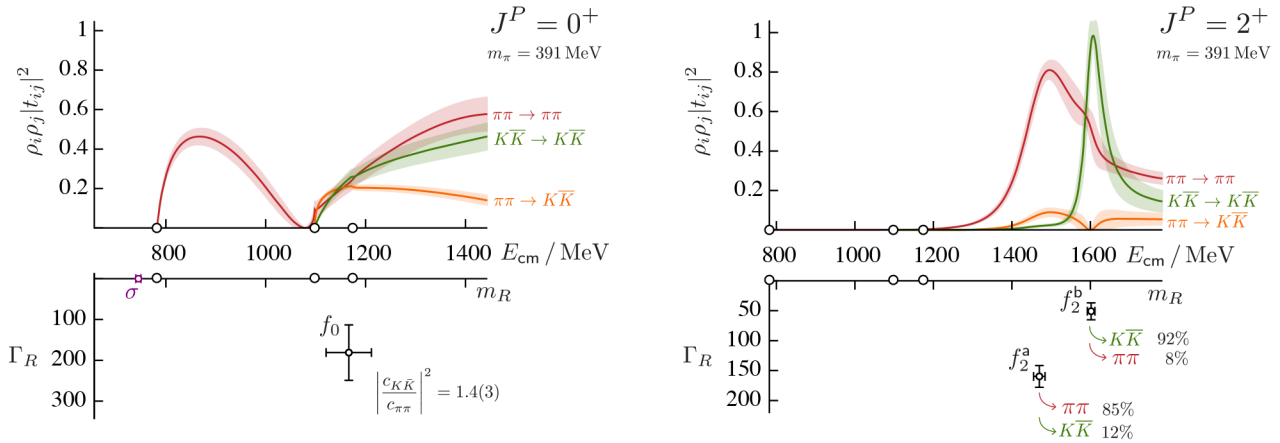 J^P = 0^+
m_π = 391 MeV
ρ_iρ_j|t_ij|^2
1
0.8
0.6
0.4
0.2
ππ → ππ
KK̅ → KK̅
ππ → KK̅
800
1000
1200
1400
E_cm / MeV
σ
m_R
100
200
300
Γ_R
f_0
|c_KK̄ / c_ππ|^2 = 1.4(3)
J^P = 2^+
m_π = 391 MeV
ρ_iρ_j|t_ij|^2
1
0.8
0.6
0.4
0.2
ππ → ππ
KK̅ → KK̅
ππ → KK̅
800
1000
1200
1400
1600
E_cm / MeV
m_R
50
100
150
200
Γ_R
f_2^b
KK̅ 92%
ππ 8%
f_2^a
ππ 85%
KK̅ 12%